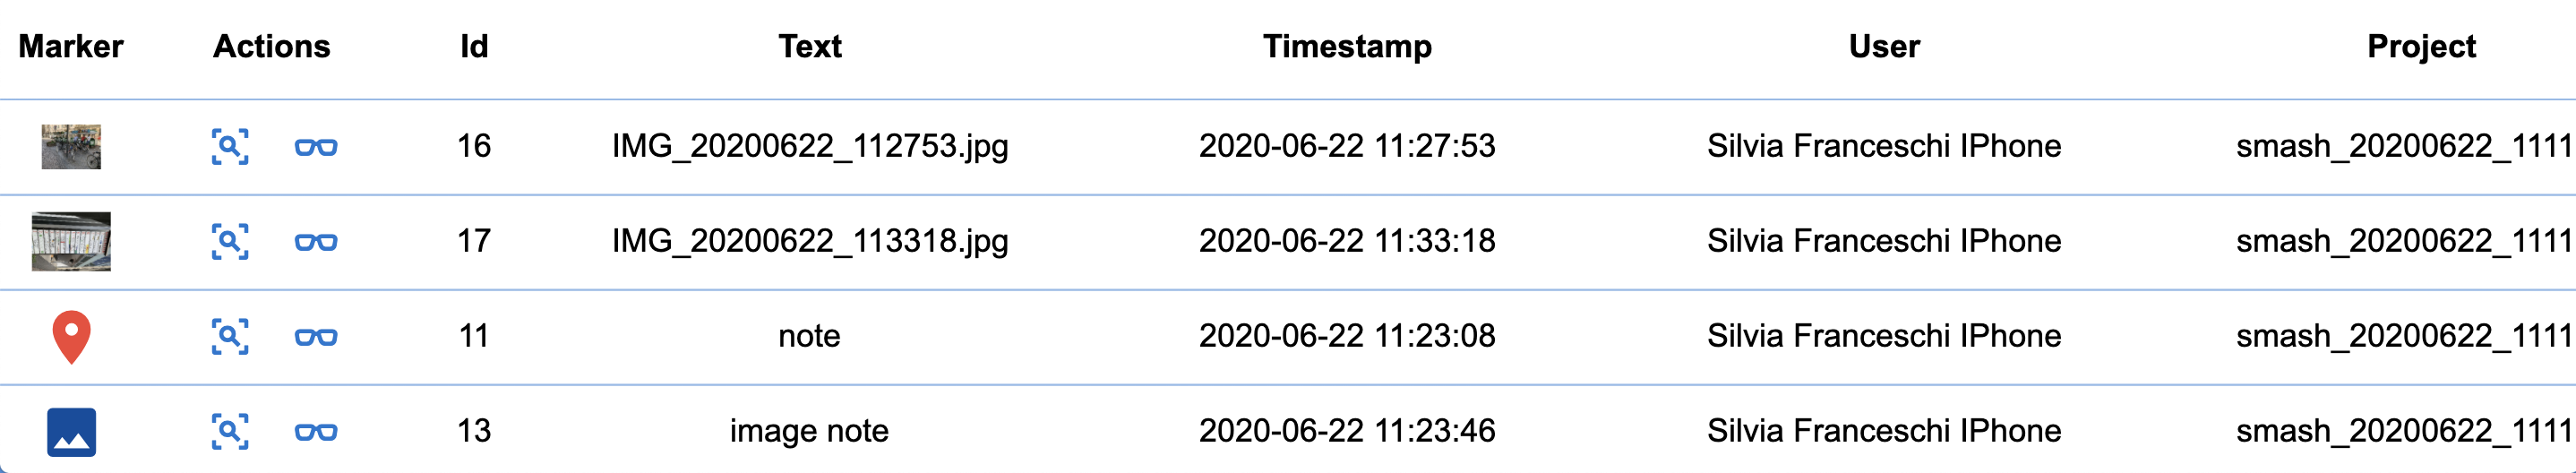 Marker Actions Id Text Timestamp User Project
16 IMG_20200622_112753.jpg 2020-06-22 11:27:53 Silvia Franceschi IPhone smash_20200622_1111
17 IMG_20200622_113318.jpg 2020-06-22 11:33:18 Silvia Franceschi IPhone smash_20200622_1111
11 note 2020-06-22 11:23:08 Silvia Franceschi IPhone smash_20200622_1111
13 image note 2020-06-22 11:23:46 Silvia Franceschi IPhone smash_20200622_1111